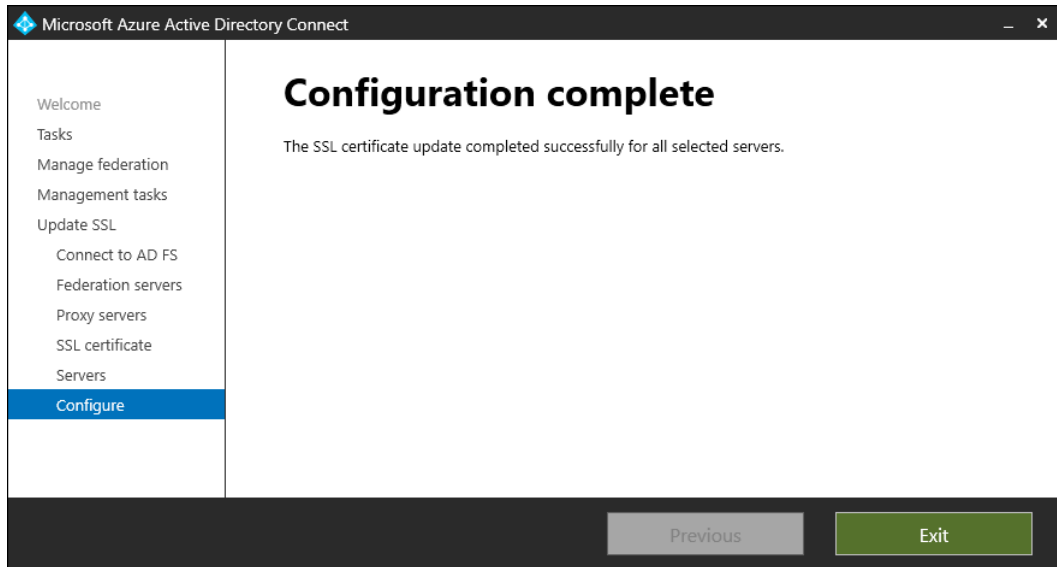 Microsoft Azure Active Directory Connect
Welcome
Tasks
Manage federation
Management tasks
Update SSL
Connect to AD FS
Federation servers
Proxy servers
SSL certificate
Servers
Configure
Configuration complete
The SSL certificate update completed successfully for all selected servers.
Previous
Exit